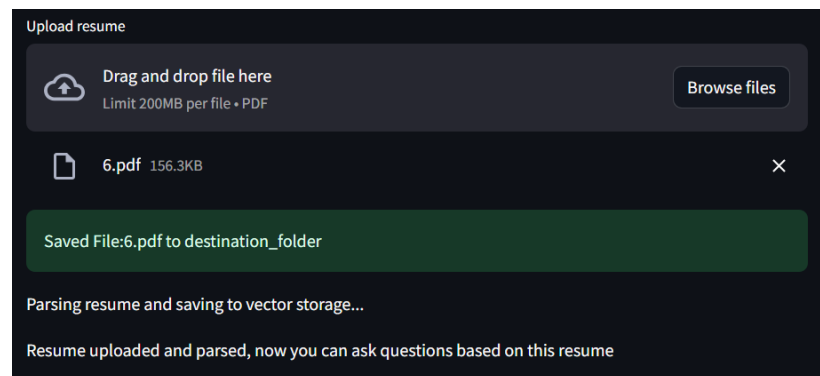 Upload resume
Drag and drop file here
Limit 200MB per file • PDF
Browse files
6.pdf 156.3KB
Saved File:6.pdf to destination_folder
Parsing resume and saving to vector storage...
Resume uploaded and parsed, now you can ask questions based on this resume